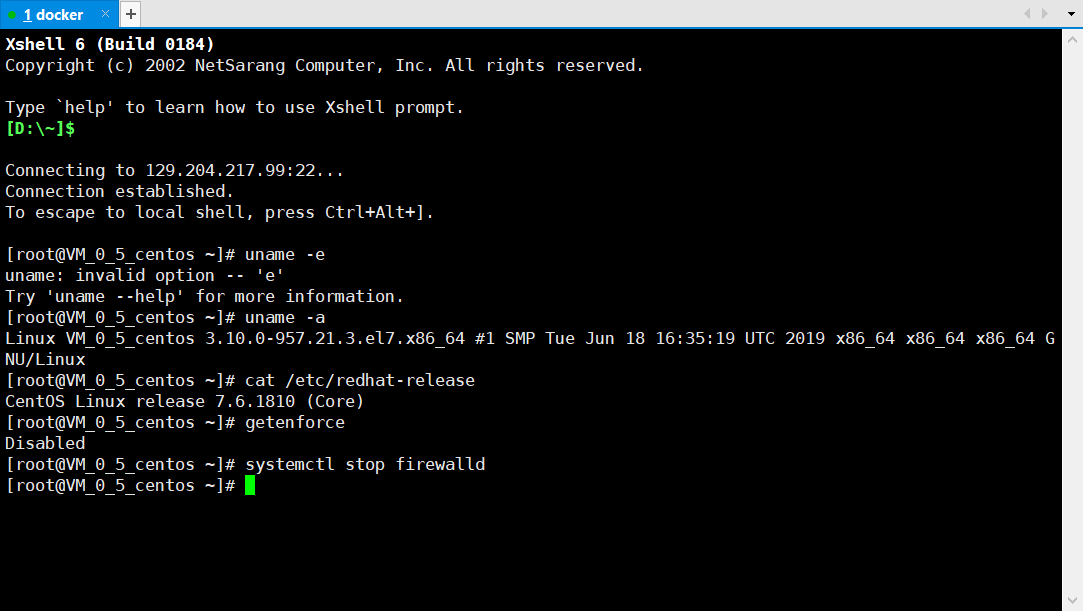 1 docker
Xshell 6 (Build 0184)
Copyright (c) 2002 NetSarang Computer, Inc. All rights reserved.
Type `help' to learn how to use Xshell prompt.
[D:\~]$
Connecting to 129.204.217.99:22...
Connection established.
To escape to local shell, press Ctrl+Alt+].
[root@VM_0_5_centos ~]# uname -e
uname: invalid option -- 'e'
Try 'uname --help' for more information.
[root@VM_0_5_centos ~]# uname -a
Linux VM_0_5_centos 3.10.0-957.21.3.el7.x86_64 #1 SMP Tue Jun 18 16:35:19 UTC 2019 x86_64 x86_64 x86_64 G
NU/Linux
[root@VM_0_5_centos ~]# cat /etc/redhat-release
CentOS Linux release 7.6.1810 (Core)
[root@VM_0_5_centos ~]# getenforce
Disabled
[root@VM_0_5_centos ~]# systemctl stop firewalld
[root@VM_0_5_centos ~]#